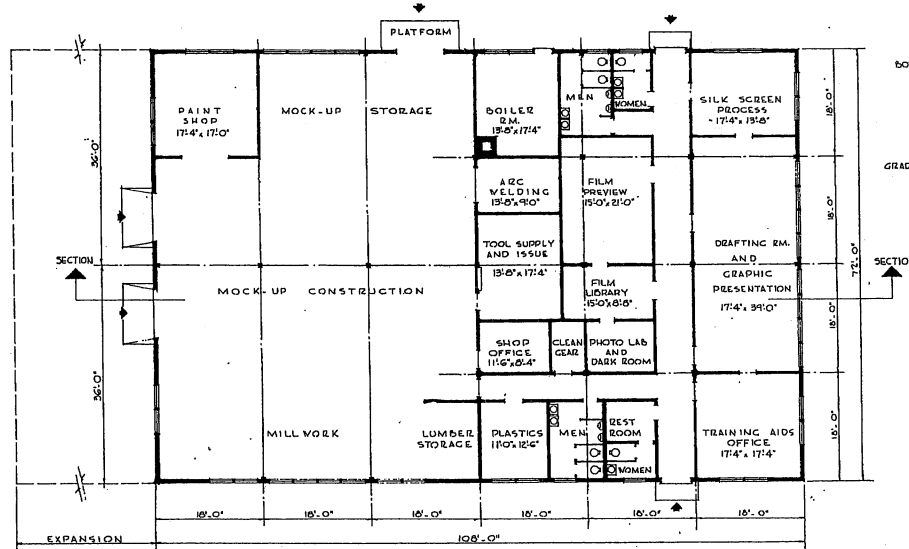 PLATFORM
PAINT
SHOP
17'-4" x 17'-0"
MOCK-UP STORAGE
BOILER
RM.
13'-8" x 17'-4"
MEN
WOMEN
SILK SCREEN
PROCESS
17'-4" x 13'-8"
BO
18'-0"
36'-0"
ARC
WELDING
13'-8" x 9'-0"
FILM
PREVIEW
15'-0" x 21'-0"
GRAD
18'-0"
TOOL SUPPLY
AND ISSUE
13'-8" x 17'-4"
DRAFTING RM.
AND
GRAPHIC
PRESENTATION
17'-4" x 39'-0"
72'-0"
SECTION
SECTIO
MOCK-UP CONSTRUCTION
FILM
LIBRARY
15'-0" x 8'-8"
18'-0"
SHOP
OFFICE
11'-6" x 8'-4"
CLEAN
GEAR
PHOTO LAB
AND
DARK ROOM
36'-0"
MILL WORK
LUMBER
STORAGE
PLASTICS
11'-0" x 12'-6"
MEN
REST
ROOM
WOMEN
TRAINING AIDS
OFFICE
17'-4" x 17'-4"
18'-0"
18'-0" 18'-0" 18'-0" 18'-0" 18'-0" 18'-0"
EXPANSION
108'-0"